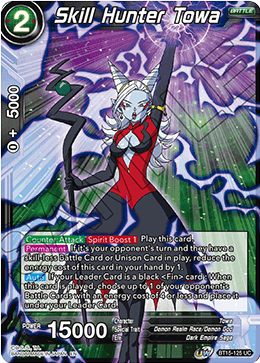 Skill Hunter Towa
BATTLE
2
0 + 5000
Counter: Attack Spirit Boost 1 Play this card.
Permanent If it's your opponent's turn and they have a
skill-less Battle Card or Unison Card in play, reduce
the energy cost of this card in your hand by 1.
Auto If your Leader Card is a black <Fin> card: When
this card is played, choose up to 1 of your opponent's
Battle Cards with an energy cost of 4 or less and place it
under your Leader Card.
POWER
15000
Character
Towa
Special Trait
Demon Realm Race/Demon God
Era
Dark Empire Saga
BT15-125 UC